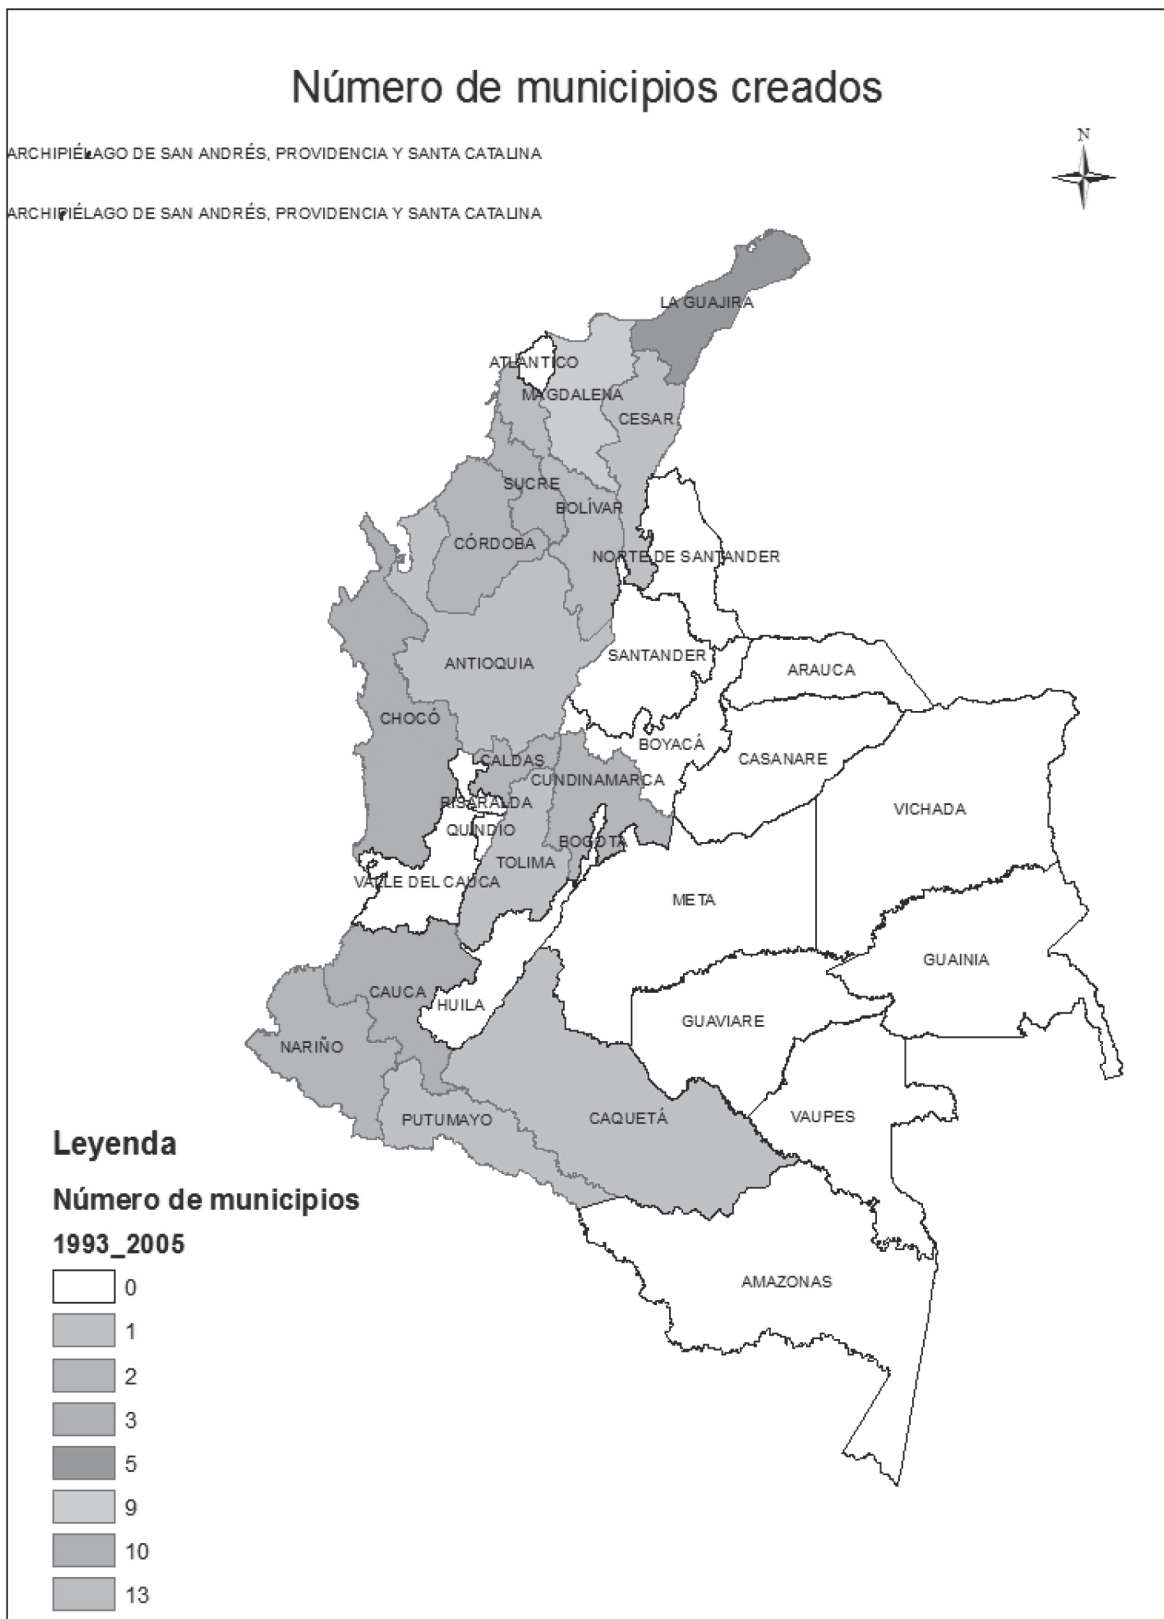 Número de municipios creados
ARCHIPIÉLAGO DE SAN ANDRÉS, PROVIDENCIA Y SANTA CATALINA
N
ARCHIPIÉLAGO DE SAN ANDRÉS, PROVIDENCIA Y SANTA CATALINA
LA GUAJIRA
ATLANTICO
MAGDALENA
CESAR
SUCRE
BOLÍVAR
CÓRDOBA
NORTE DE SANTANDER
ANTIOQUIA
SANTANDER
ARAUCA
CHOCÓ
BOYACÁ
CALDAS
CASANARE
CUNDINAMARCA
RISARALDA
VICHADA
QUINDIO
BOGOTA
TOLIMA
VALLE DEL CAUCA
META
GUAINIA
CAUCA
HUILA
GUAVIARE
NARIÑO
PUTUMAYO
CAQUETÁ
VAUPES
AMAZONAS
Leyenda
Número de municipios
1993_2005
0
1
2
3
5
9
10
13